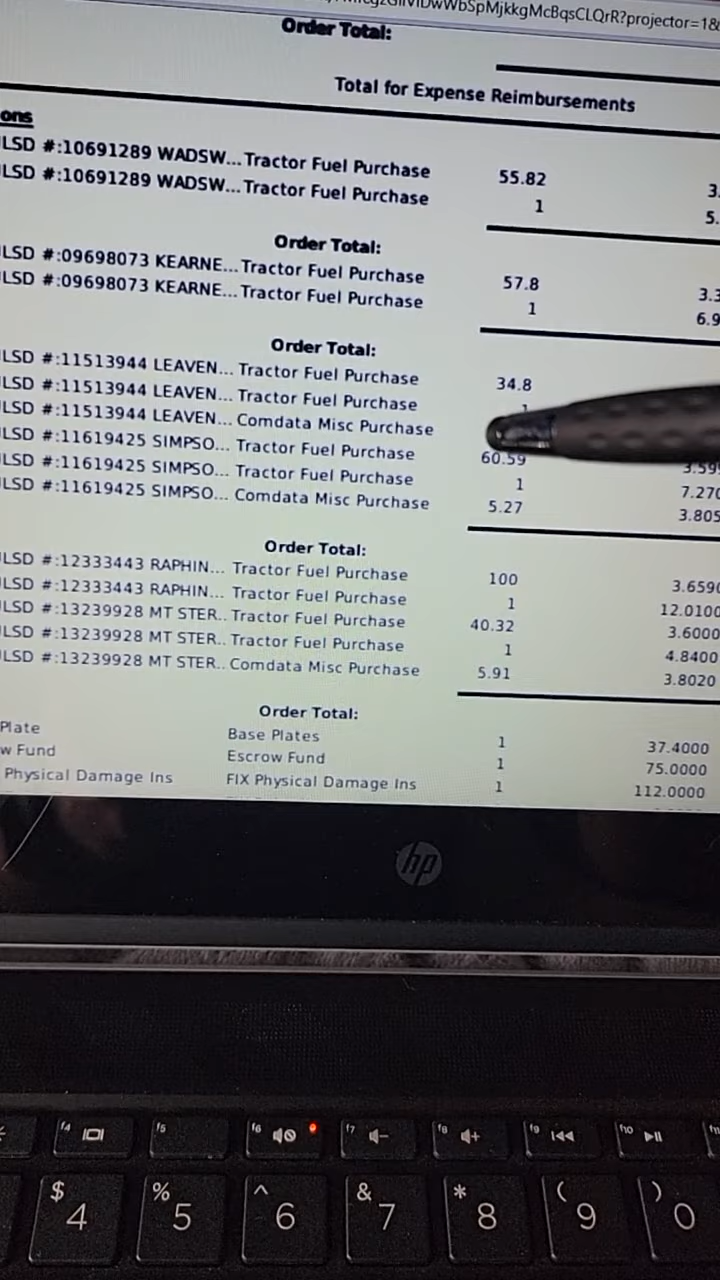 Order Total:
Total for Expense Reimbursements
ons
LSD #:10691289 WADSW... Tractor Fuel Purchase 55.82 3.
LSD #:10691289 WADSW... Tractor Fuel Purchase 1 5.
Order Total:
LSD #:09698073 KEARNE... Tractor Fuel Purchase 57.8 3.3
LSD #:09698073 KEARNE... Tractor Fuel Purchase 1 6.9
Order Total:
LSD #:11513944 LEAVEN... Tractor Fuel Purchase 34.8
LSD #:11513944 LEAVEN... Tractor Fuel Purchase 1
LSD #:11513944 LEAVEN... Comdata Misc Purchase
LSD #:11619425 SIMPSO... Tractor Fuel Purchase 60.59 3.599
LSD #:11619425 SIMPSO... Tractor Fuel Purchase 1 7.270
LSD #:11619425 SIMPSO... Comdata Misc Purchase 5.27 3.805
Order Total:
LSD #:12333443 RAPHIN... Tractor Fuel Purchase 100 3.6590
LSD #:12333443 RAPHIN... Tractor Fuel Purchase 1 12.0100
LSD #:13239928 MT STER.. Tractor Fuel Purchase 40.32 3.6000
LSD #:13239928 MT STER.. Tractor Fuel Purchase 1 4.8400
LSD #:13239928 MT STER.. Comdata Misc Purchase 5.91 3.8020
Order Total:
Plate Base Plates 1 37.4000
w Fund Escrow Fund 1 75.0000
Physical Damage Ins FIX Physical Damage Ins 1 112.0000
hp
f4 f5 f6 f7 f8 f9 f10
$ % ^ & * ( )
4 5 6 7 8 9 0